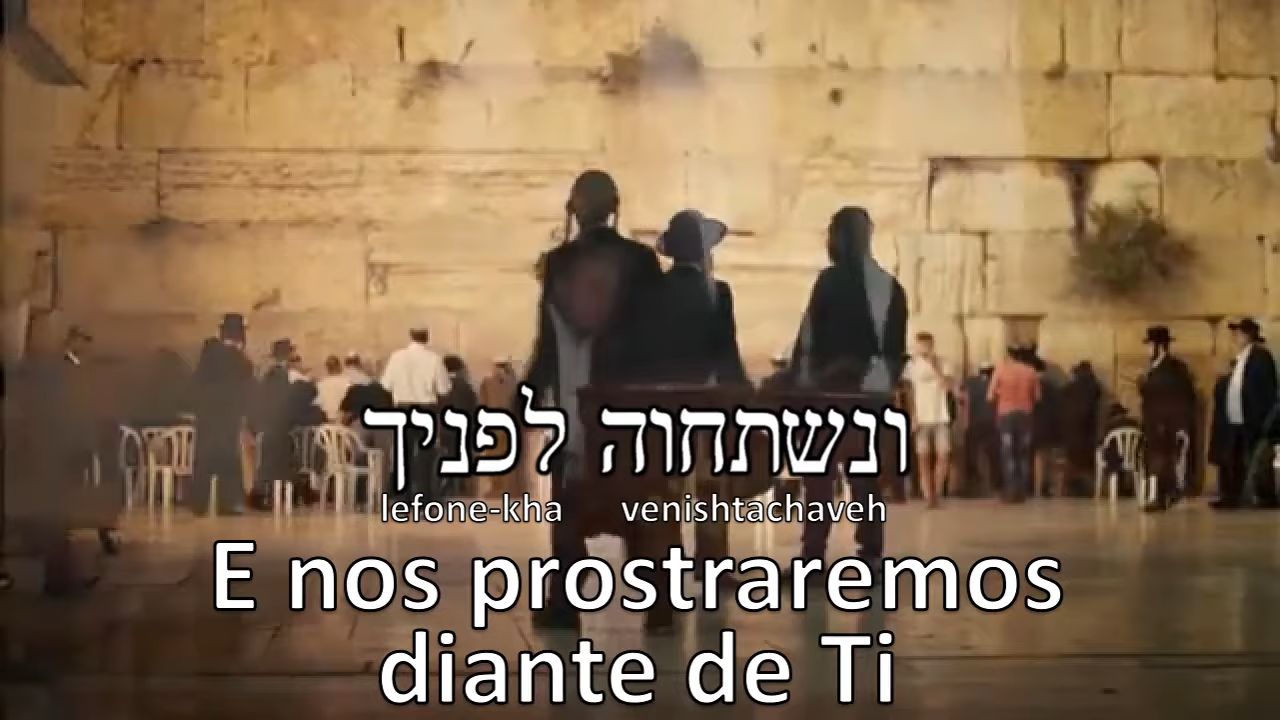 ונשתחוה לפניך
lefone-kha venishtachaveh
E nos prostraremos
diante de Ti